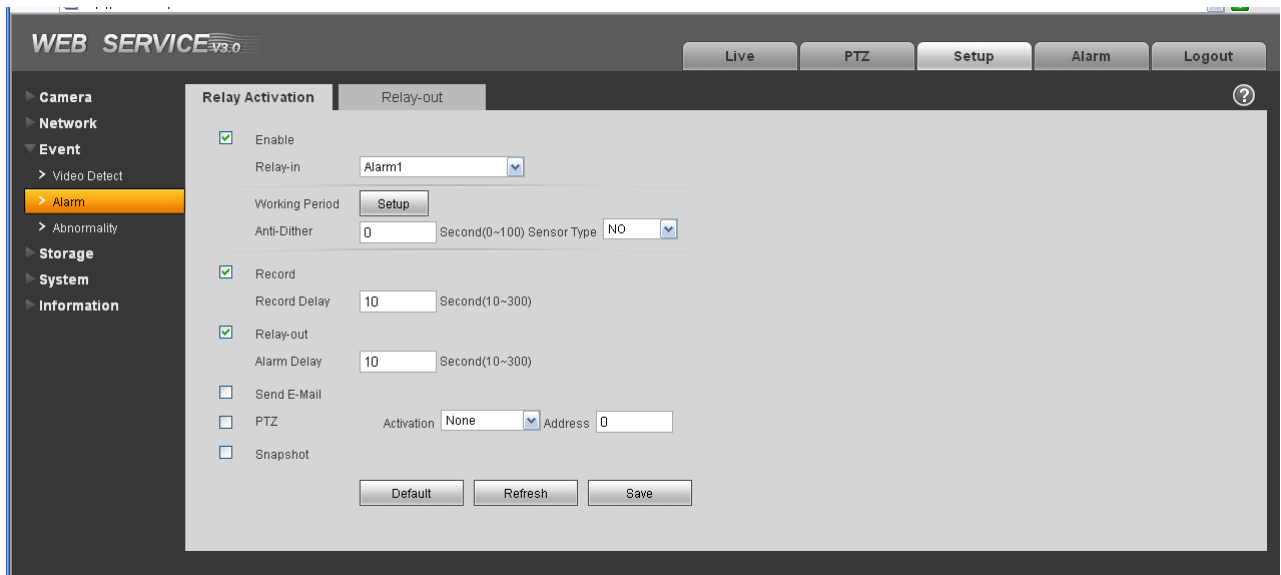 WEB SERVICE V3.0
Live PTZ Setup Alarm Logout
Camera
Network
Event
> Video Detect
> Alarm
> Abnormality
Storage
System
Information
Relay Activation Relay-out ?
Enable
Relay-in Alarm1
Working Period Setup
Anti-Dither 0 Second(0~100) Sensor Type NO
Record
Record Delay 10 Second(10~300)
Relay-out
Alarm Delay 10 Second(10~300)
Send E-Mail
PTZ Activation None Address 0
Snapshot
Default Refresh Save